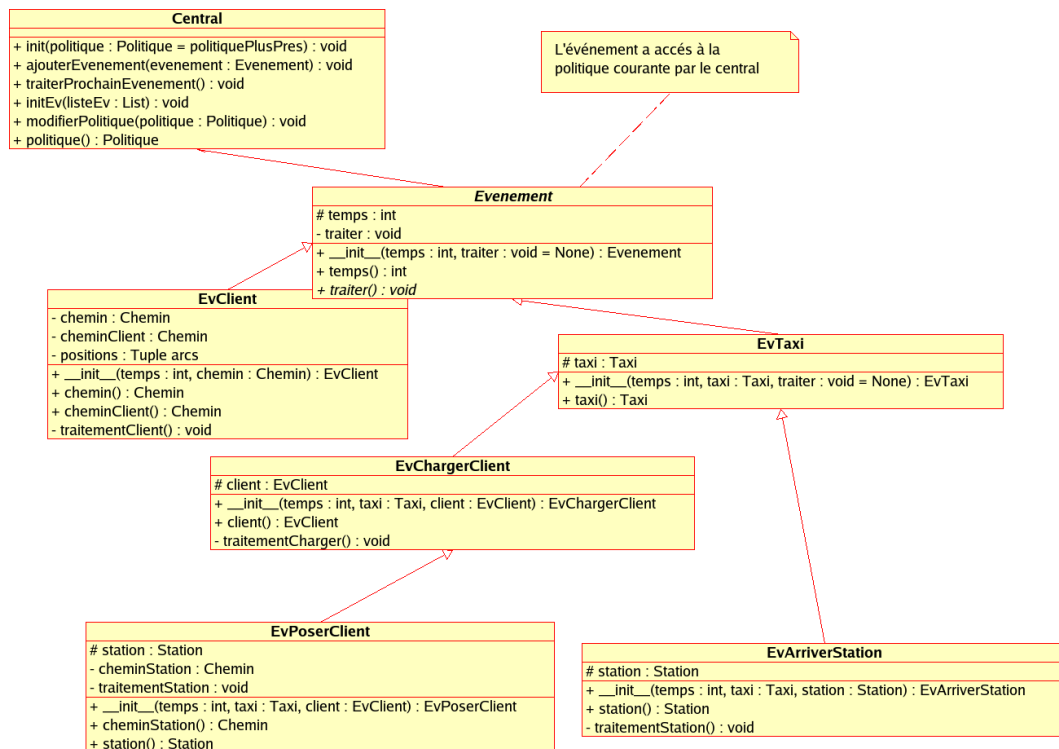 Central
+ init(politique : Politique = politiquePlusPres) : void
+ ajouterEvenement(evenement : Evenement) : void
+ traiterProchainEvenement() : void
+ initEv(listeEv : List) : void
+ modifierPolitique(politique : Politique) : void
+ politique() : Politique
L'événement a accés à la
politique courante par le central
Evenement
# temps : int
- traiter : void
+ __init__(temps : int, traiter : void = None) : Evenement
+ temps() : int
+ traiter() : void
EvClient
- chemin : Chemin
- cheminClient : Chemin
- positions : Tuple arcs
+ __init__(temps : int, chemin : Chemin) : EvClient
+ chemin() : Chemin
+ cheminClient() : Chemin
- traitementClient() : void
EvTaxi
# taxi : Taxi
+ __init__(temps : int, taxi : Taxi, traiter : void = None) : EvTaxi
+ taxi() : Taxi
EvChargerClient
# client : EvClient
+ __init__(temps : int, taxi : Taxi, client : EvClient) : EvChargerClient
+ client() : EvClient
- traitementCharger() : void
EvPoserClient
# station : Station
- cheminStation : Chemin
- traitementStation : void
+ __init__(temps : int, taxi : Taxi, client : EvClient) : EvPoserClient
+ cheminStation() : Chemin
+ station() : Station
EvArriverStation
# station : Station
+ __init__(temps : int, taxi : Taxi, station : Station) : EvArriverStation
+ station() : Station
- traitementStation() : void